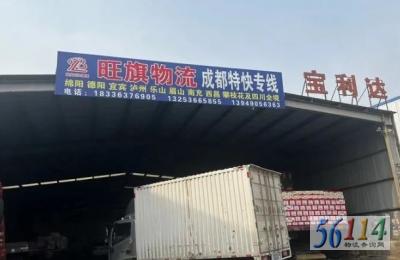 旺旗物流 成都特快专线
绵阳 德阳 宜宾 泸州 乐山 眉山 南充 西昌 攀枝花及四川全境
电话：18336376905 13253665855 13949056363
宝利达
56114
物流查询网